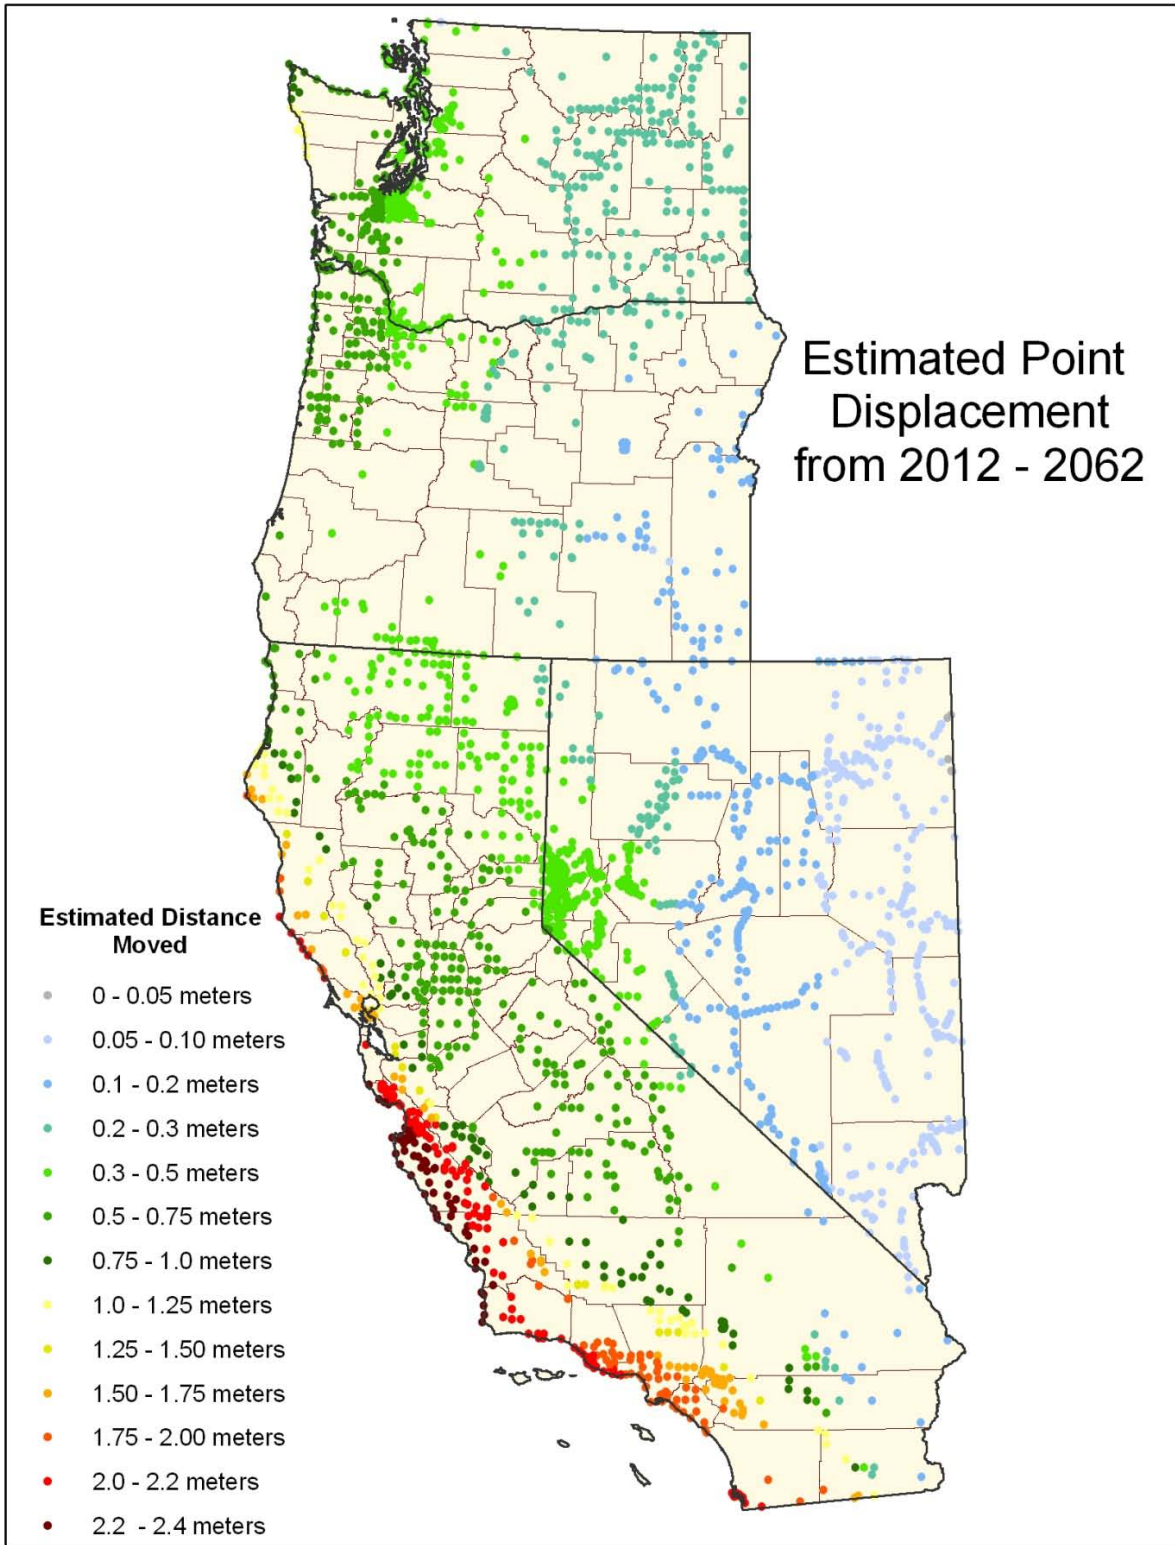 Estimated Point
Displacement
from 2012 - 2062
Estimated Distance
Moved
0 - 0.05 meters
0.05 - 0.10 meters
0.1 - 0.2 meters
0.2 - 0.3 meters
0.3 - 0.5 meters
0.5 - 0.75 meters
0.75 - 1.0 meters
1.0 - 1.25 meters
1.25 - 1.50 meters
1.50 - 1.75 meters
1.75 - 2.00 meters
2.0 - 2.2 meters
2.2 - 2.4 meters